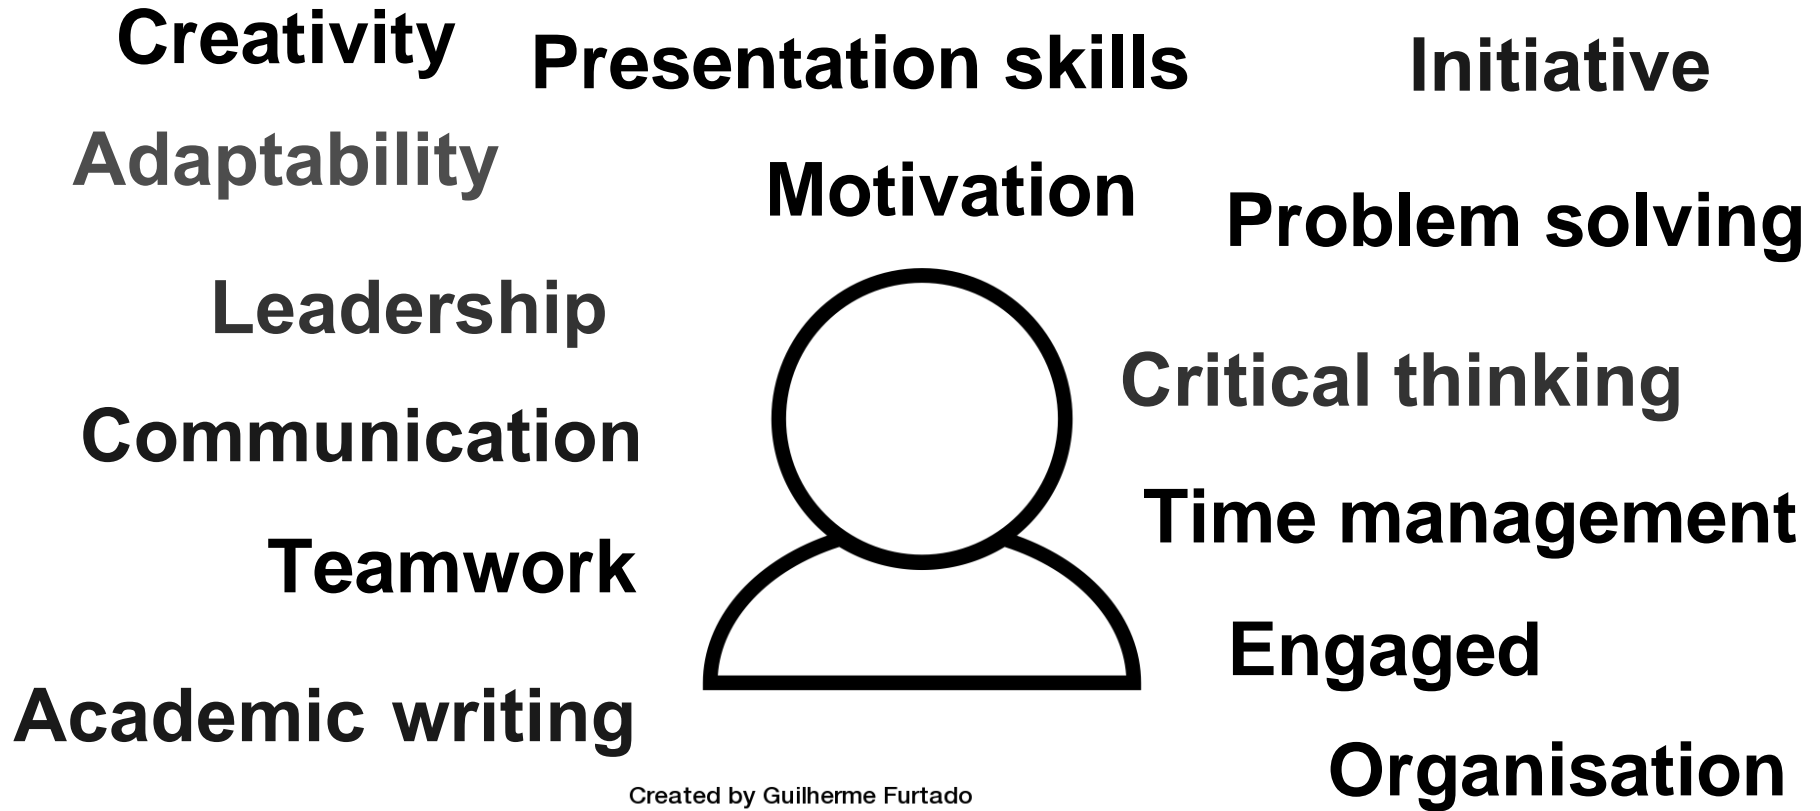 Creativity
Presentation skills
Initiative
Adaptability
Motivation
Problem solving
Leadership
Critical thinking
Communication
Time management
Teamwork
Engaged
Academic writing
Organisation
Created by Guilherme Furtado